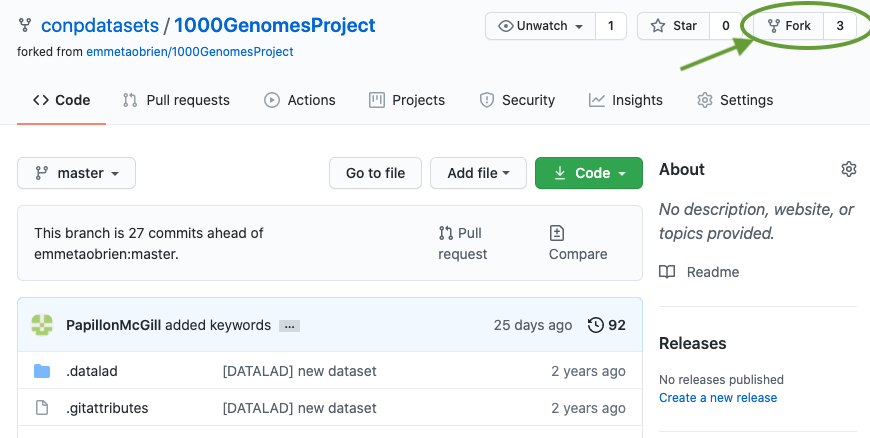 conpdatasets / 1000GenomesProject
Unwatch 1 Star 0 Fork 3
forked from emmetaobrien/1000GenomesProject
Code Pull requests Actions Projects Security Insights Settings
master Go to file Add file Code
About
No description, website, or
topics provided.
Readme
This branch is 27 commits ahead of
emmetaobrien:master.
Pull
request
Compare
PapillonMcGill added keywords ... 25 days ago 92
.datalad [DATALAD] new dataset 2 years ago
.gitattributes [DATALAD] new dataset 2 years ago
Releases
No releases published
Create a new release